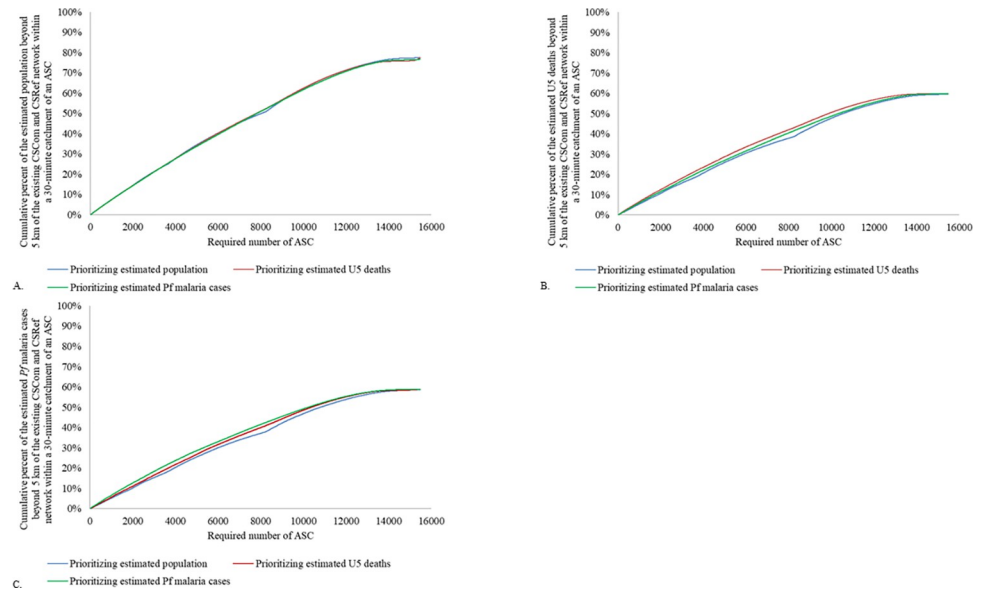 Cumulative percent of the estimated population beyond
5 km of the existing CSCom and CSRef network within
a 30-minute catchment of an ASC
100%
90%
80%
70%
60%
50%
40%
30%
20%
10%
0%
0 2000 4000 6000 8000 10000 12000 14000 16000
Required number of ASC
Prioritizing estimated population Prioritizing estimated U5 deaths
Prioritizing estimated Pf malaria cases
A.
Cumulative percent of the estimated U5 deaths beyond
5 km of the existing CSCom and CSRef network within
a 30-minute catchment of an ASC
100%
90%
80%
70%
60%
50%
40%
30%
20%
10%
0%
0 2000 4000 6000 8000 10000 12000 14000 16000
Required number of ASC
Prioritizing estimated population Prioritizing estimated U5 deaths
Prioritizing estimated Pf malaria cases
B.
Cumulative percent of the estimated Pf malaria cases
beyond 5 km of the existing CSCom and CSRef
network within a 30-minute catchment of an ASC
100%
90%
80%
70%
60%
50%
40%
30%
20%
10%
0%
0 2000 4000 6000 8000 10000 12000 14000 16000
Required number of ASC
Prioritizing estimated population Prioritizing estimated U5 deaths
Prioritizing estimated Pf malaria cases
C.